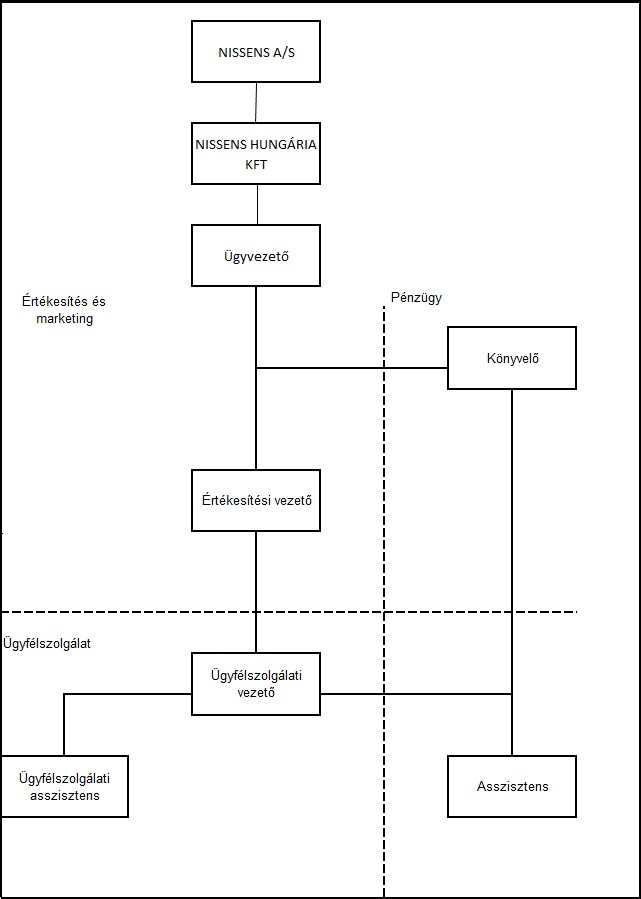 NISSENS A/S
NISSENS HUNGÁRIA
KFT
Ügyvezető
Értékesítés és
marketing
Pénzügy
Könyvelő
Értékesítési vezető
Ügyfélszolgálat
Ügyfélszolgálati
vezető
Ügyfélszolgálati
asszisztens
Asszisztens